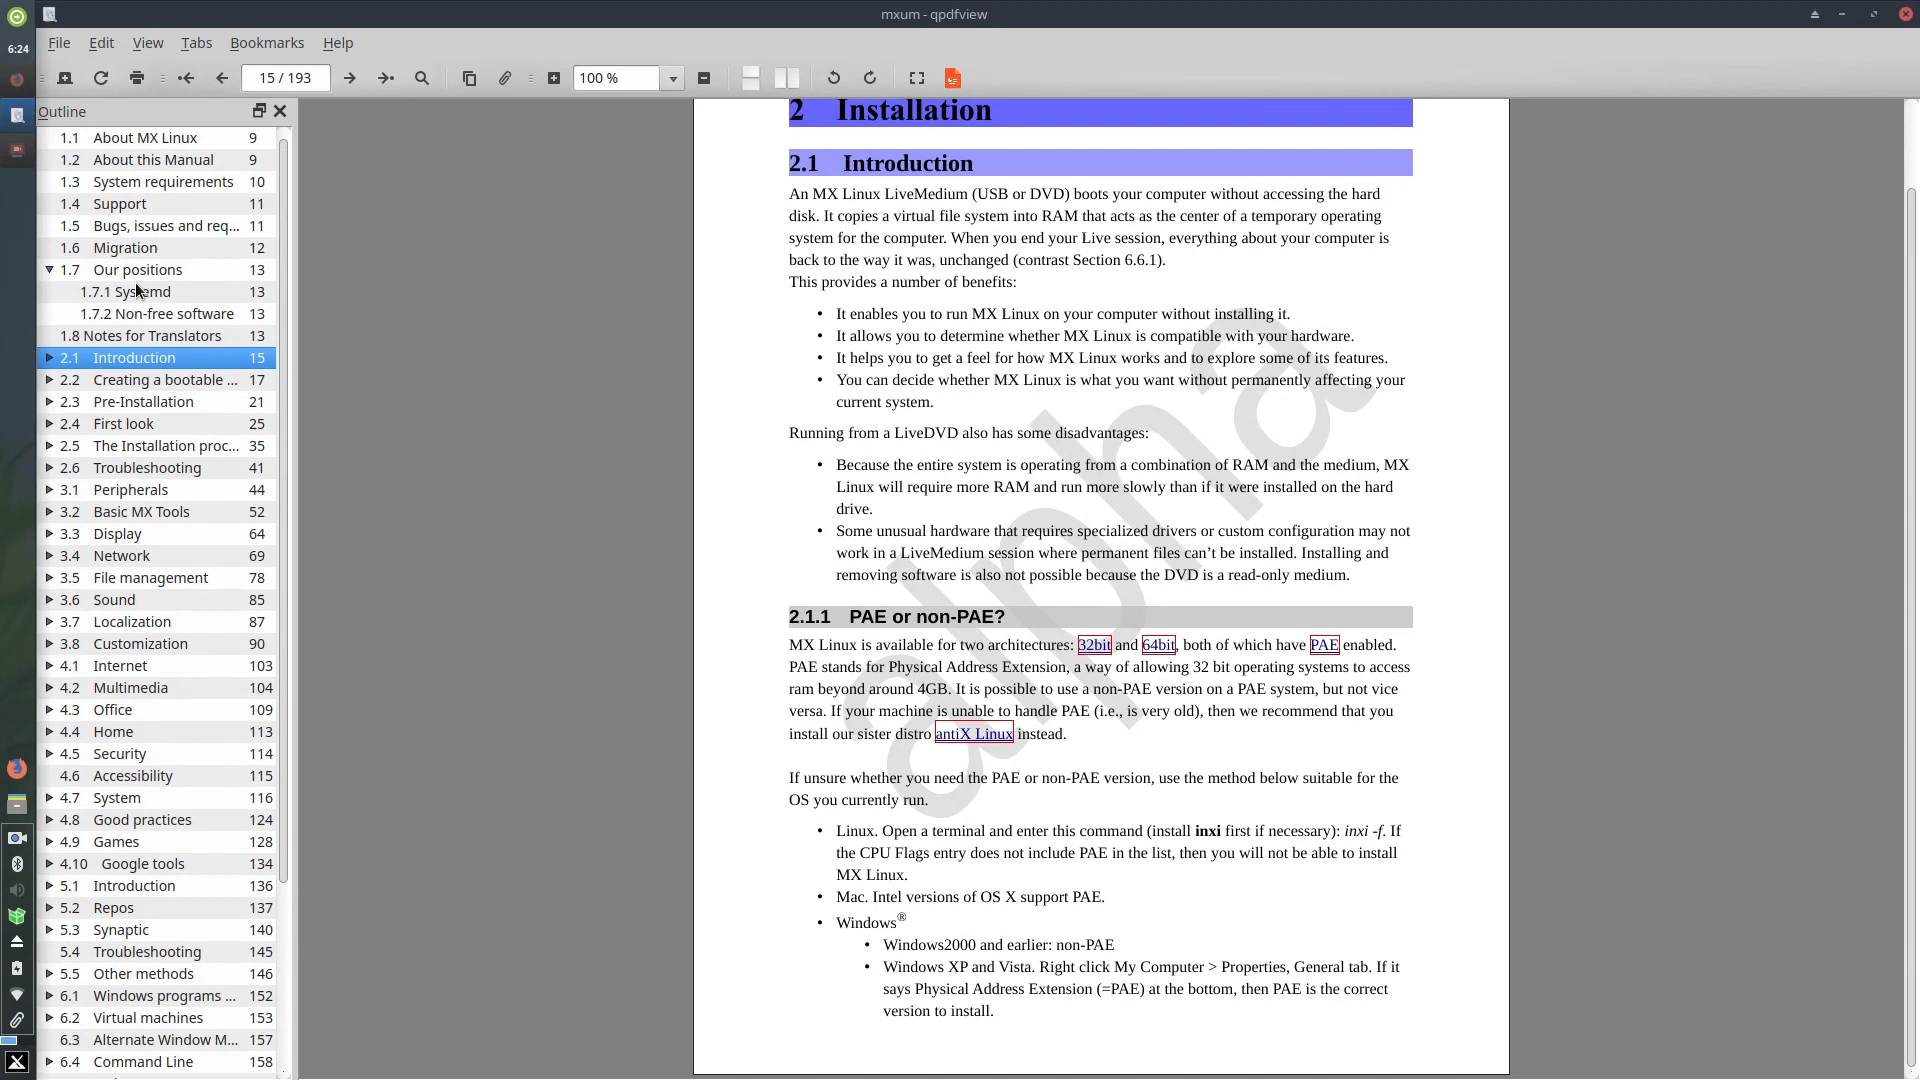 mxum - qpdfview
6:24
File Edit View Tabs Bookmarks Help
15 / 193
100 %
Outline
1.1 About MX Linux 9
1.2 About this Manual 9
1.3 System requirements 10
1.4 Support 11
1.5 Bugs, issues and req... 11
1.6 Migration 12
1.7 Our positions 13
1.7.1 Systemd 13
1.7.2 Non-free software 13
1.8 Notes for Translators 13
2.1 Introduction 15
2.2 Creating a bootable ... 17
2.3 Pre-Installation 21
2.4 First look 25
2.5 The Installation proc... 35
2.6 Troubleshooting 41
3.1 Peripherals 44
3.2 Basic MX Tools 52
3.3 Display 64
3.4 Network 69
3.5 File management 78
3.6 Sound 85
3.7 Localization 87
3.8 Customization 90
4.1 Internet 103
4.2 Multimedia 104
4.3 Office 109
4.4 Home 113
4.5 Security 114
4.6 Accessibility 115
4.7 System 116
4.8 Good practices 124
4.9 Games 128
4.10 Google tools 134
5.1 Introduction 136
5.2 Repos 137
5.3 Synaptic 140
5.4 Troubleshooting 145
5.5 Other methods 146
6.1 Windows programs ... 152
6.2 Virtual machines 153
6.3 Alternate Window M... 157
6.4 Command Line 158
2 Installation
2.1 Introduction
An MX Linux LiveMedium (USB or DVD) boots your computer without accessing the hard
disk. It copies a virtual file system into RAM that acts as the center of a temporary operating
system for the computer. When you end your Live session, everything about your computer is
back to the way it was, unchanged (contrast Section 6.6.1).
This provides a number of benefits:
• It enables you to run MX Linux on your computer without installing it.
• It allows you to determine whether MX Linux is compatible with your hardware.
• It helps you to get a feel for how MX Linux works and to explore some of its features.
• You can decide whether MX Linux is what you want without permanently affecting your
current system.
Running from a LiveDVD also has some disadvantages:
• Because the entire system is operating from a combination of RAM and the medium, MX
Linux will require more RAM and run more slowly than if it were installed on the hard
drive.
• Some unusual hardware that requires specialized drivers or custom configuration may not
work in a LiveMedium session where permanent files can’t be installed. Installing and
removing software is also not possible because the DVD is a read-only medium.
2.1.1 PAE or non-PAE?
MX Linux is available for two architectures: 32bit and 64bit, both of which have PAE enabled.
PAE stands for Physical Address Extension, a way of allowing 32 bit operating systems to access
ram beyond around 4GB. It is possible to use a non-PAE version on a PAE system, but not vice
versa. If your machine is unable to handle PAE (i.e., is very old), then we recommend that you
install our sister distro antiX Linux instead.
If unsure whether you need the PAE or non-PAE version, use the method below suitable for the
OS you currently run.
• Linux. Open a terminal and enter this command (install inxi first if necessary): inxi -f. If
the CPU Flags entry does not include PAE in the list, then you will not be able to install
MX Linux.
• Mac. Intel versions of OS X support PAE.
• Windows®
• Windows2000 and earlier: non-PAE
• Windows XP and Vista. Right click My Computer > Properties, General tab. If it
says Physical Address Extension (=PAE) at the bottom, then PAE is the correct
version to install.
alpha